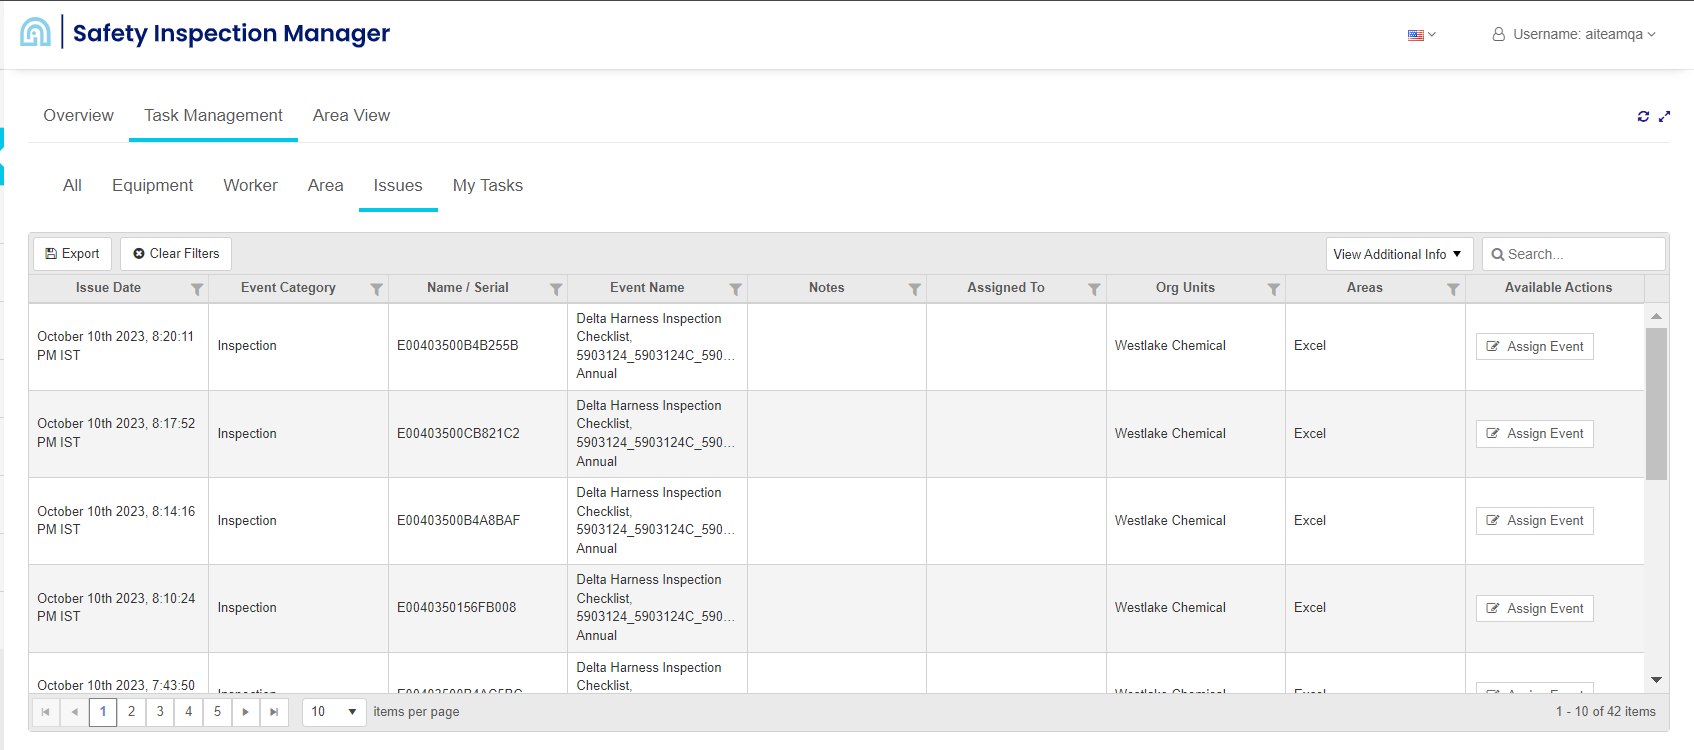 Safety Inspection Manager
Username: aiteamqa
Overview Task Management Area View
All Equipment Worker Area Issues My Tasks
Export Clear Filters View Additional Info Search...
Issue Date Event Category Name / Serial Event Name Notes Assigned To Org Units Areas Available Actions
October 10th 2023, 8:20:11
PM IST
Inspection
E00403500B4B255B
Delta Harness Inspection
Checklist,
5903124_5903124C_590...
Annual
Westlake Chemical
Excel
Assign Event
October 10th 2023, 8:17:52
PM IST
Inspection
E00403500CB821C2
Delta Harness Inspection
Checklist,
5903124_5903124C_590...
Annual
Westlake Chemical
Excel
Assign Event
October 10th 2023, 8:14:16
PM IST
Inspection
E00403500B4A8BAF
Delta Harness Inspection
Checklist,
5903124_5903124C_590...
Annual
Westlake Chemical
Excel
Assign Event
October 10th 2023, 8:10:24
PM IST
Inspection
E0040350156FB008
Delta Harness Inspection
Checklist,
5903124_5903124C_590...
Annual
Westlake Chemical
Excel
Assign Event
October 10th 2023, 7:43:50
Inspection
Delta Harness Inspection
Checklist,
Westlake Chemical
Excel
Assign Event
1 2 3 4 5 10 items per page 1 - 10 of 42 items